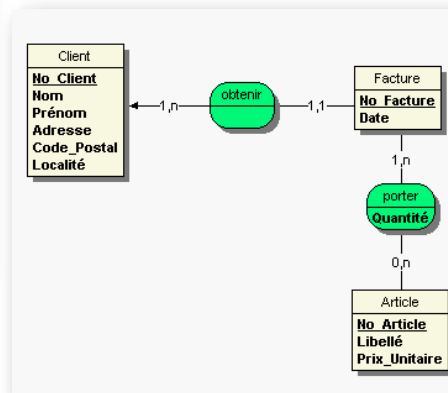 Client
No_Client
Nom
Prénom
Adresse
Code_Postal
Localité
1,n
obtenir
1,1
Facture
No_Facture
Date
1,n
porter
Quantité
0,n
Article
No_Article
Libellé
Prix_Unitaire